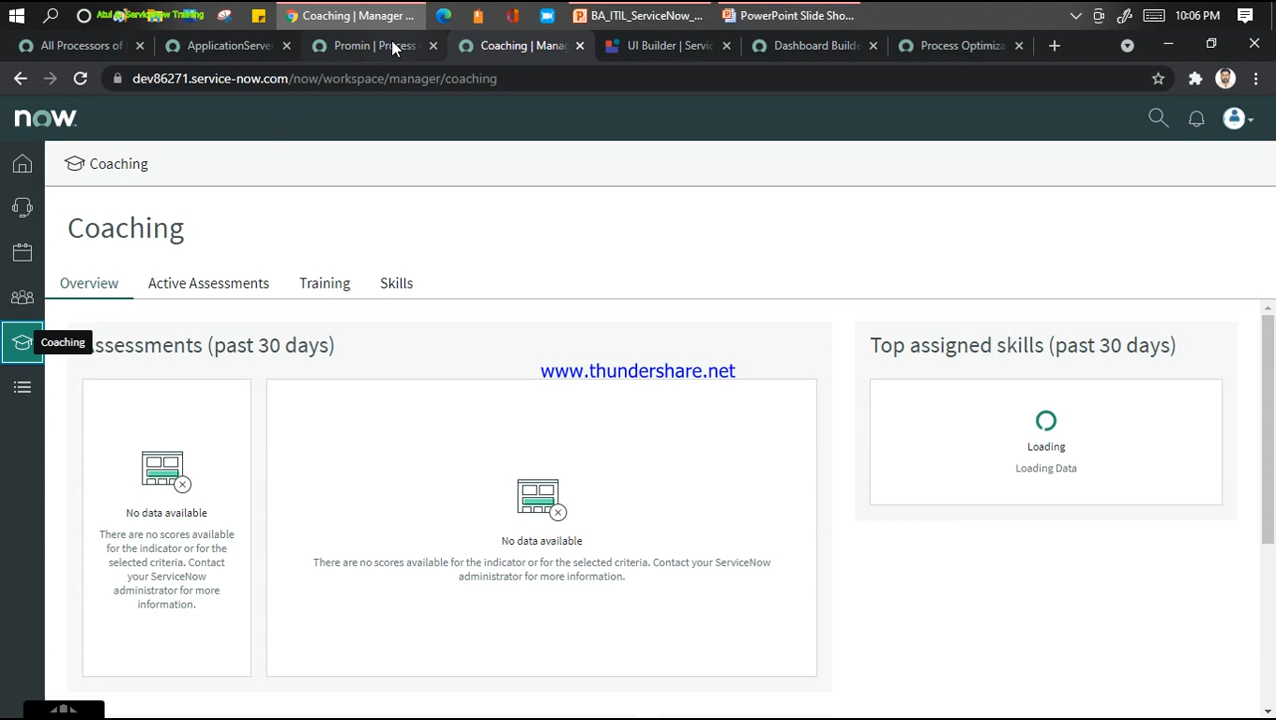 Atul G ServiceNow Training
Coaching | Manager ...
BA_ITIL_ServiceNow_...
PowerPoint Slide Sho...
10:06 PM
All Processors of
ApplicationServe
Promin | Process
Coaching | Mana
UI Builder | Servic
Dashboard Builde
Process Optimiza
dev86271.service-now.com/now/workspace/manager/coaching
now
Coaching
Coaching
Overview
Active Assessments
Training
Skills
Coaching
ssessments (past 30 days)
Top assigned skills (past 30 days)
www.thundershare.net
Loading
Loading Data
No data available
There are no scores available
for the indicator or for the
selected criteria. Contact
your ServiceNow
administrator for more
information.
No data available
There are no scores available for the indicator or for the selected criteria. Contact your ServiceNow
administrator for more information.